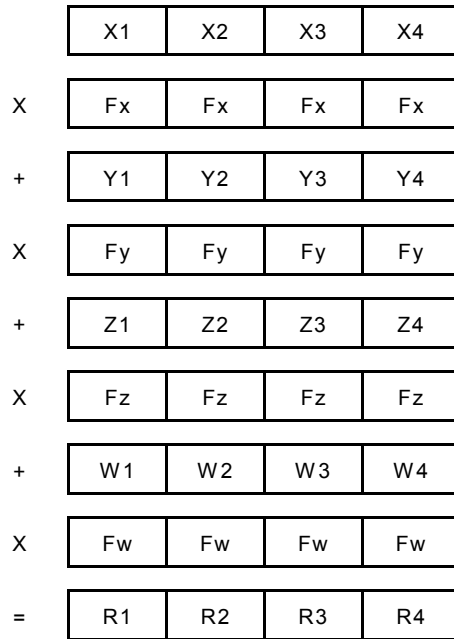 X1 X2 X3 X4
X Fx Fx Fx Fx
+ Y1 Y2 Y3 Y4
X Fy Fy Fy Fy
+ Z1 Z2 Z3 Z4
X Fz Fz Fz Fz
+ W1 W2 W3 W4
X Fw Fw Fw Fw
= R1 R2 R3 R4